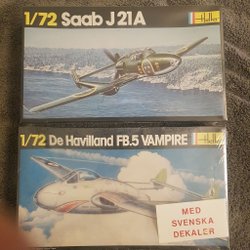 1/72 Saab J 21A
Heller
1/72 De Havilland FB.5 VAMPIRE
Heller
MED
SVENSKA
DEKALER